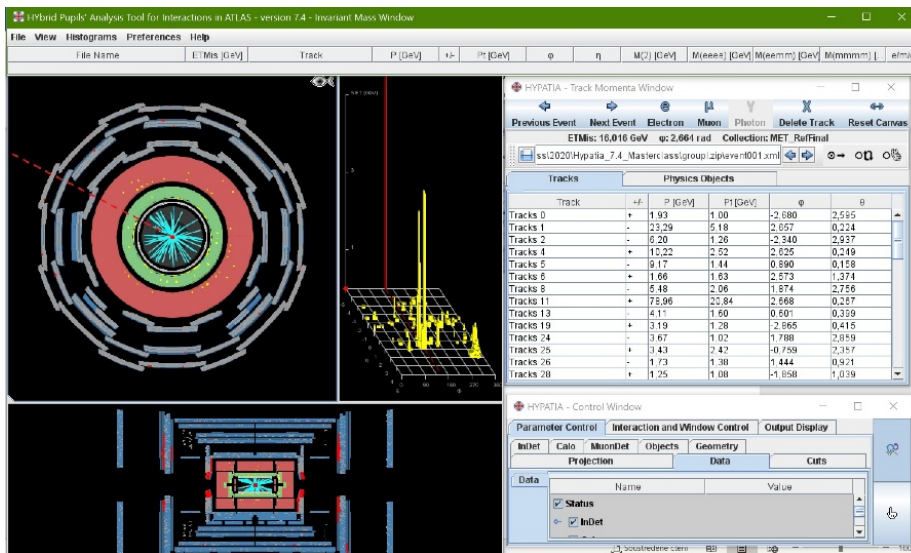 HYbrid Pupils' Analysis Tool for Interactions in ATLAS - version 7.4 - Invariant Mass Window
File View Histograms Preferences Help
File Name ETMis [GeV] Track P [GeV] +/- Pt [GeV] φ η M(2) [GeV] M(eeee) [GeV] M(eemm) [GeV] M(mmmm) [
HYPATIA - Track Momenta Window
Previous Event Next Event Electron Muon Photon Delete Track Reset Canvas
ETMis: 16,016 GeV φ: 2,664 rad Collection: MET_RefFinal
ss\2020\Hypatia_7.4_Masterclass\groupI.zip\event001.xml
Tracks Physics Objects
Track +/- P [GeV] Pt [GeV] φ θ
Tracks 0 + 1,93 1,00 -2,680 2,595
Tracks 1 - 23,29 5,18 2,657 0,224
Tracks 2 - 6,20 1,26 -2,340 2,937
Tracks 4 + 10,22 2,52 2,625 0,249
Tracks 5 - 9,17 1,44 0,890 0,158
Tracks 6 + 1,66 1,63 2,573 1,374
Tracks 8 - 5,48 2,06 1,874 2,756
Tracks 11 + 78,96 20,84 2,668 0,267
Tracks 13 - 4,11 1,60 0,601 0,399
Tracks 19 + 3,19 1,28 -2,865 0,415
Tracks 24 - 3,67 1,02 1,788 2,859
Tracks 25 + 3,43 2,42 -0,759 2,357
Tracks 26 - 1,73 1,38 1,444 0,921
Tracks 28 + 1,25 1,08 -1,858 1,039
HYPATIA - Control Window
Parameter Control Interaction and Window Control Output Display
InDet Calo MuonDet Objects Geometry
Projection Data Cuts
Data Name Value
Status
InDet
0 90 180 270 360